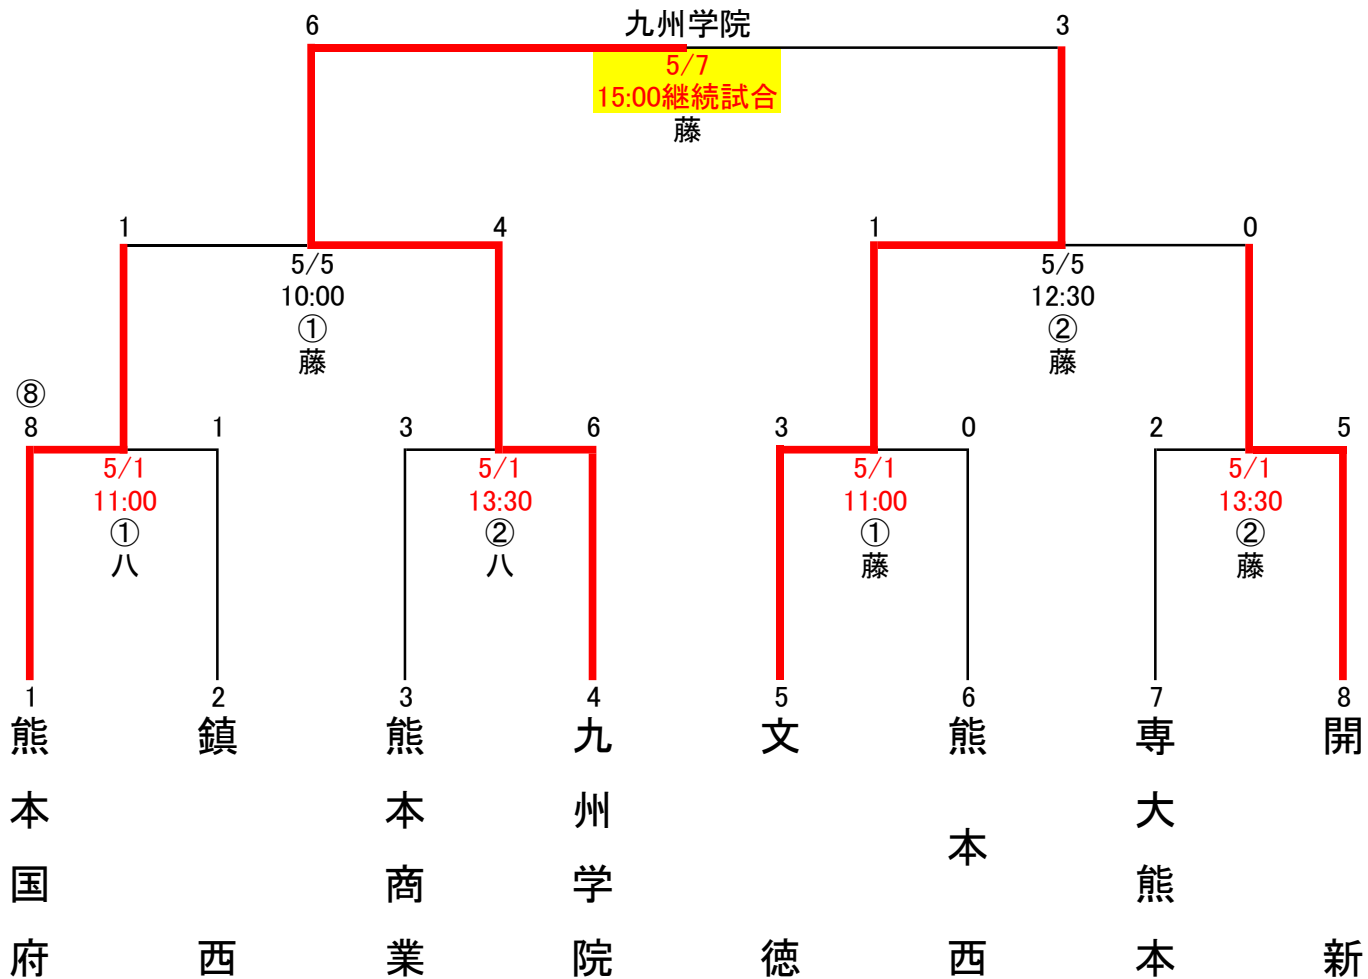 九州学院
6 3
5/7
15:00継続試合
藤
1 4 1 0
5/5 5/5
10:00 12:30
① ②
藤 藤
⑧
8 1 3 6 3 0 2 5
5/1 5/1 5/1 5/1
11:00 13:30 11:00 13:30
① ② ① ②
八 八 藤 藤
1 2 3 4 5 6 7 8
熊本国府
鎮西
熊本商業
九州学院
文徳
熊本西
専大熊本
開新